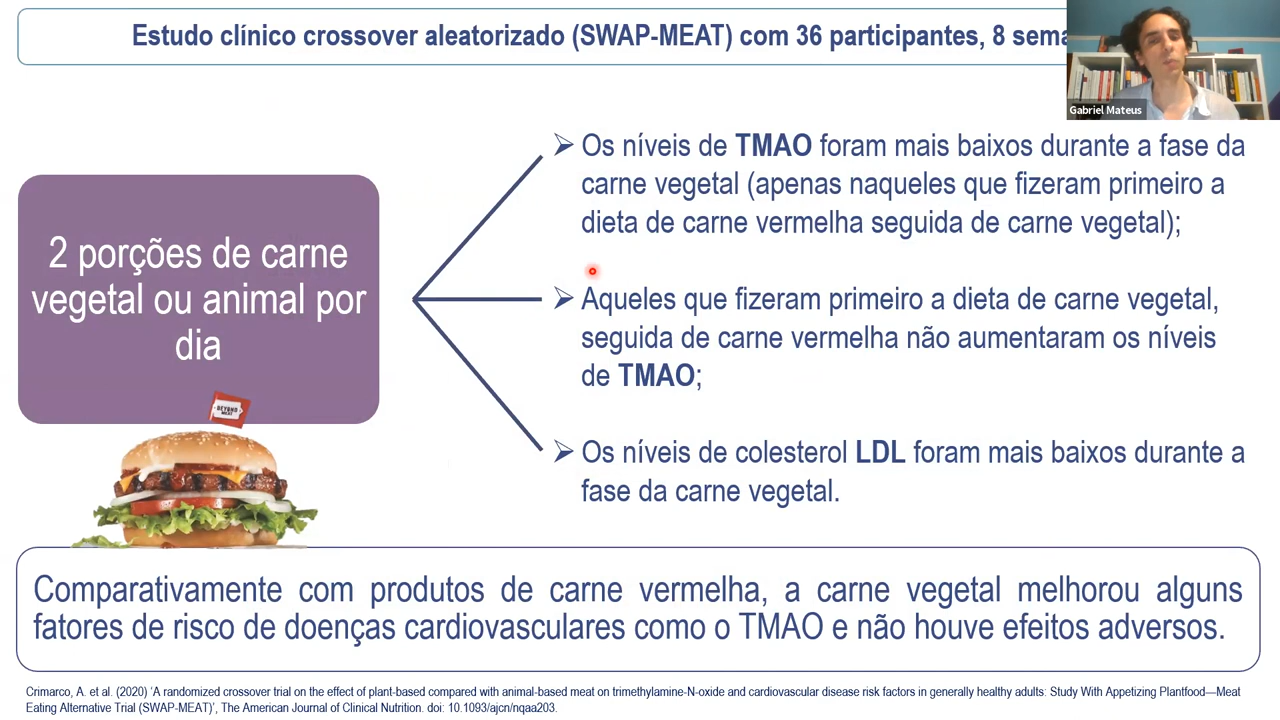 Estudo clínico crossover aleatorizado (SWAP-MEAT) com 36 participantes, 8
Gabriel Mateus
Os níveis de TMAO foram mais baixos durante a fase da
carne vegetal (apenas naqueles que fizeram primeiro a
dieta de carne vermelha seguida de carne vegetal);
2 porções de carne
vegetal ou animal por
dia
Aqueles que fizeram primeiro a dieta de carne vegetal,
seguida de carne vermelha não aumentaram os níveis
de TMAO;
BEYOND
MEAT
Os níveis de colesterol LDL foram mais baixos durante a
fase da carne vegetal.
Comparativamente com produtos de carne vermelha, a carne vegetal melhorou alguns
fatores de risco de doenças cardiovasculares como o TMAO e não houve efeitos adversos.
Crimarco, A. et al. (2020) ‘A randomized crossover trial on the effect of plant-based compared with animal-based meat on trimethylamine-N-oxide and cardiovascular disease risk factors in generally healthy adults: Study With Appetizing Plantfood—Meat
Eating Alternative Trial (SWAP-MEAT)’, The American Journal of Clinical Nutrition. doi: 10.1093/ajcn/nqaa203.